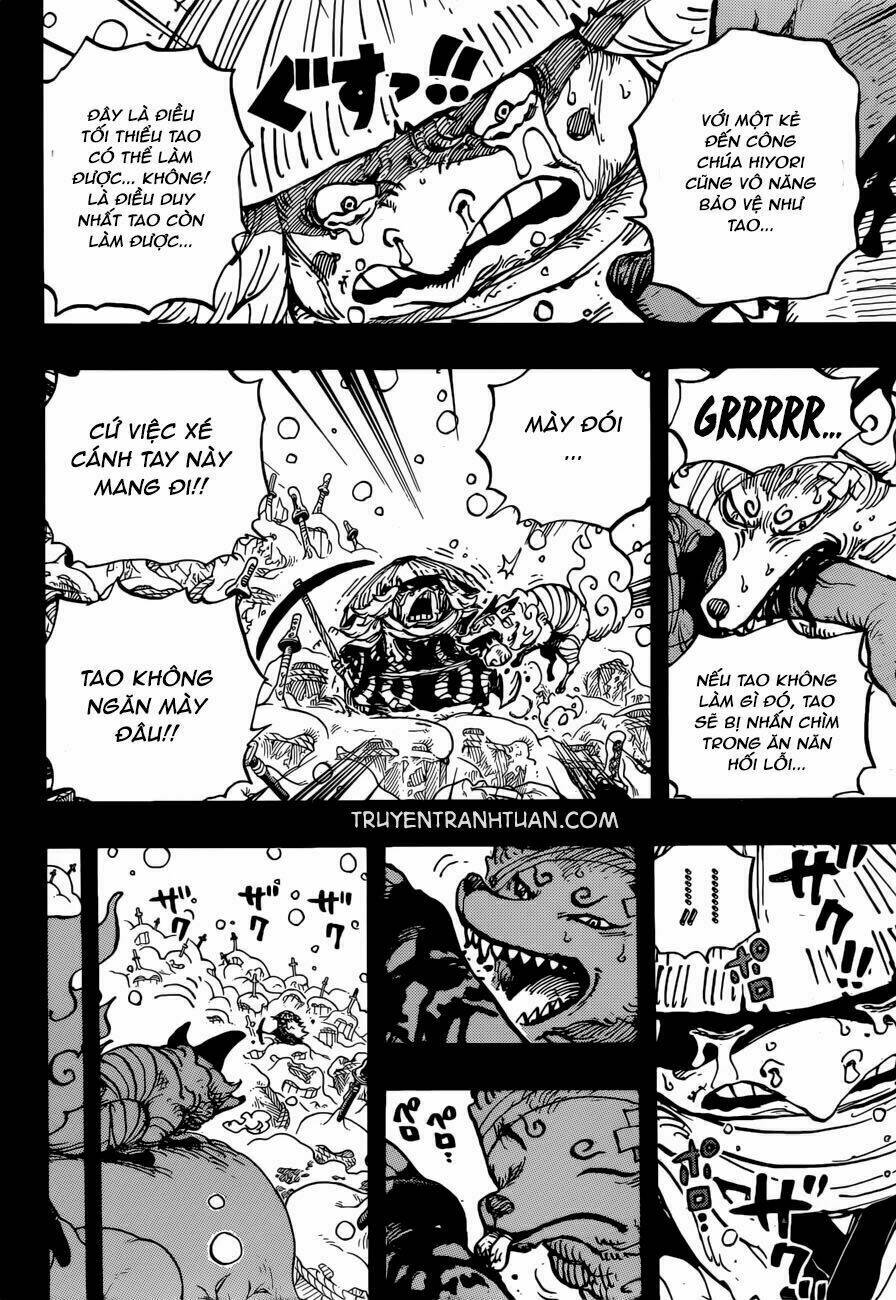 VỚI MỘT KẺ
ĐẾN CÔNG
CHÚA HIYORI
CŨNG VÔ NĂNG
BẢO VỆ NHƯ
TAO...
ぐすっ!!
ĐÂY LÀ ĐIỀU
TỐI THIỂU TAO
CÓ THỂ LÀM
ĐƯỢC... KHÔNG!
LÀ ĐIỀU DUY
NHẤT TAO CÒN
LÀM ĐƯỢC...
GRRRRR...
NẾU TAO KHÔNG
LÀM GÌ ĐÓ, TAO
SẼ BỊ NHẤN CHÌM
TRONG ĂN NĂN
HỐI LỖI...
MÀY ĐÓI
...
CỨ VIỆC XÉ
CÁNH TAY NÀY
MANG ĐI!!
TAO KHÔNG
NGĂN MÀY
ĐÂU!!
TRUYENTRANHTUAN.COM
ザクッ!!
ポロ
ポロ...
ザク
ペロペロ
ザク
ザク
ザク